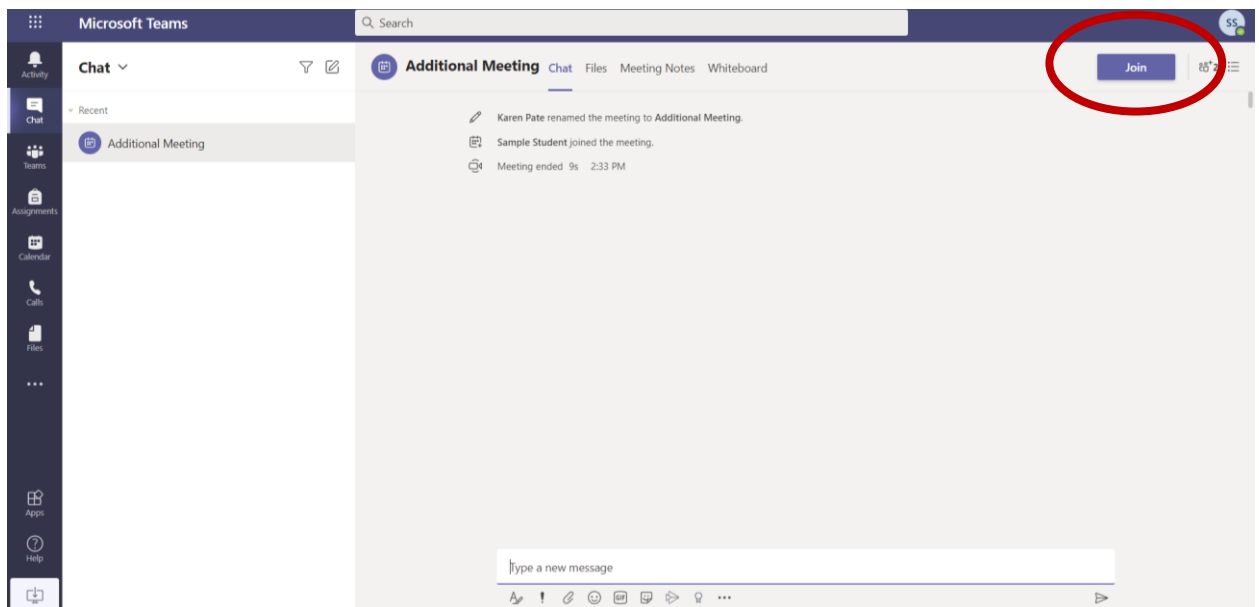 Microsoft Teams
Search
SS
Activity
Chat
Teams
Assignments
Calendar
Calls
Files
Apps
Help
Chat
Recent
Additional Meeting
Additional Meeting Chat Files Meeting Notes Whiteboard
Join
2
Karen Pate renamed the meeting to Additional Meeting.
Sample Student joined the meeting.
Meeting ended 9s 2:33 PM
Type a new message
GIF